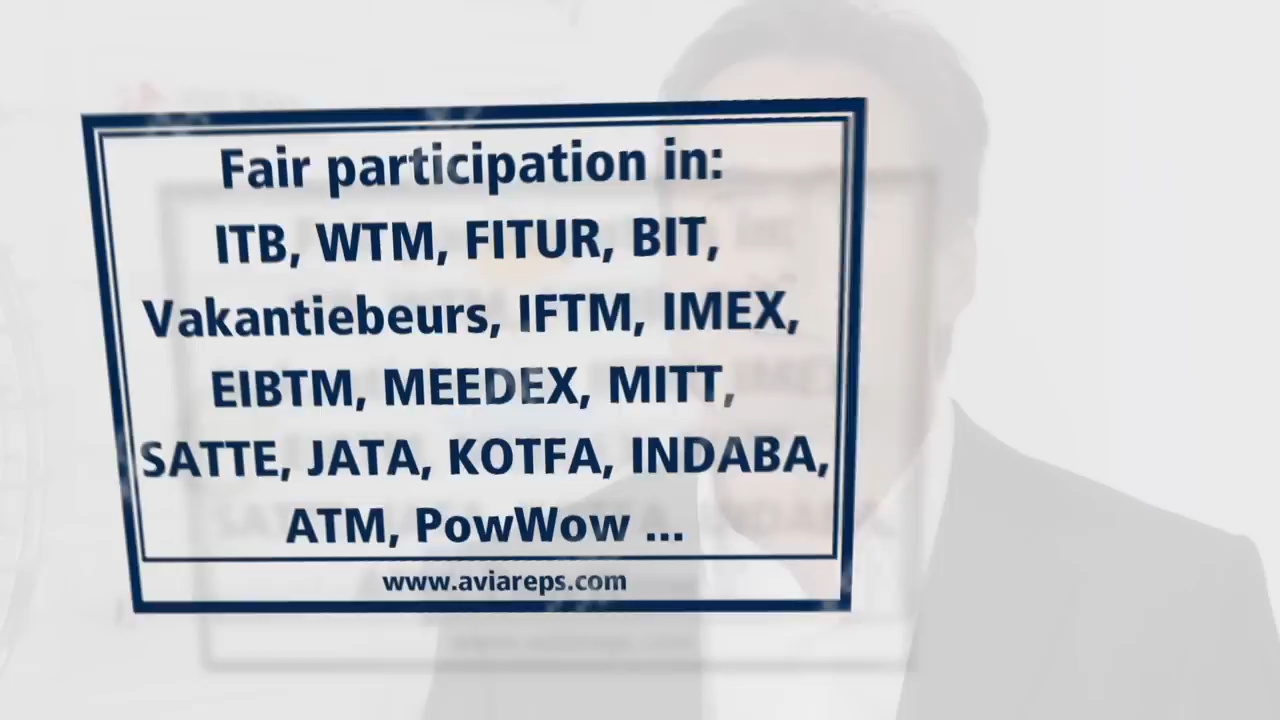 Fair participation in:
ITB, WTM, FITUR, BIT,
Vakantiebeurs, IFTM, IMEX,
EIBTM, MEEDEX, MITT,
SATTE, JATA, KOTFA, INDABA,
ATM, PowWow ...
www.aviareps.com